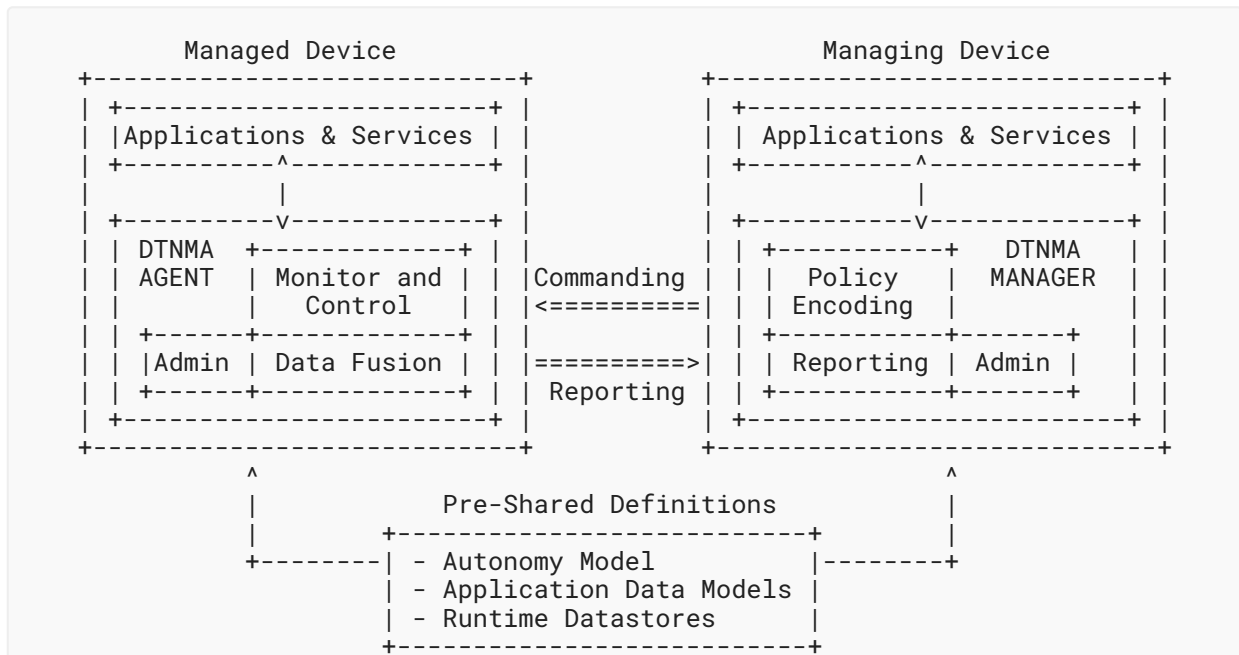 Managed Device Managing Device
Applications & Services Applications & Services
DTNMA DTNMA
AGENT Monitor and Commanding Policy MANAGER
Control <========== Encoding
Admin Data Fusion ==========> Reporting Admin
Reporting
Pre-Shared Definitions
- Autonomy Model
- Application Data Models
- Runtime Datastores